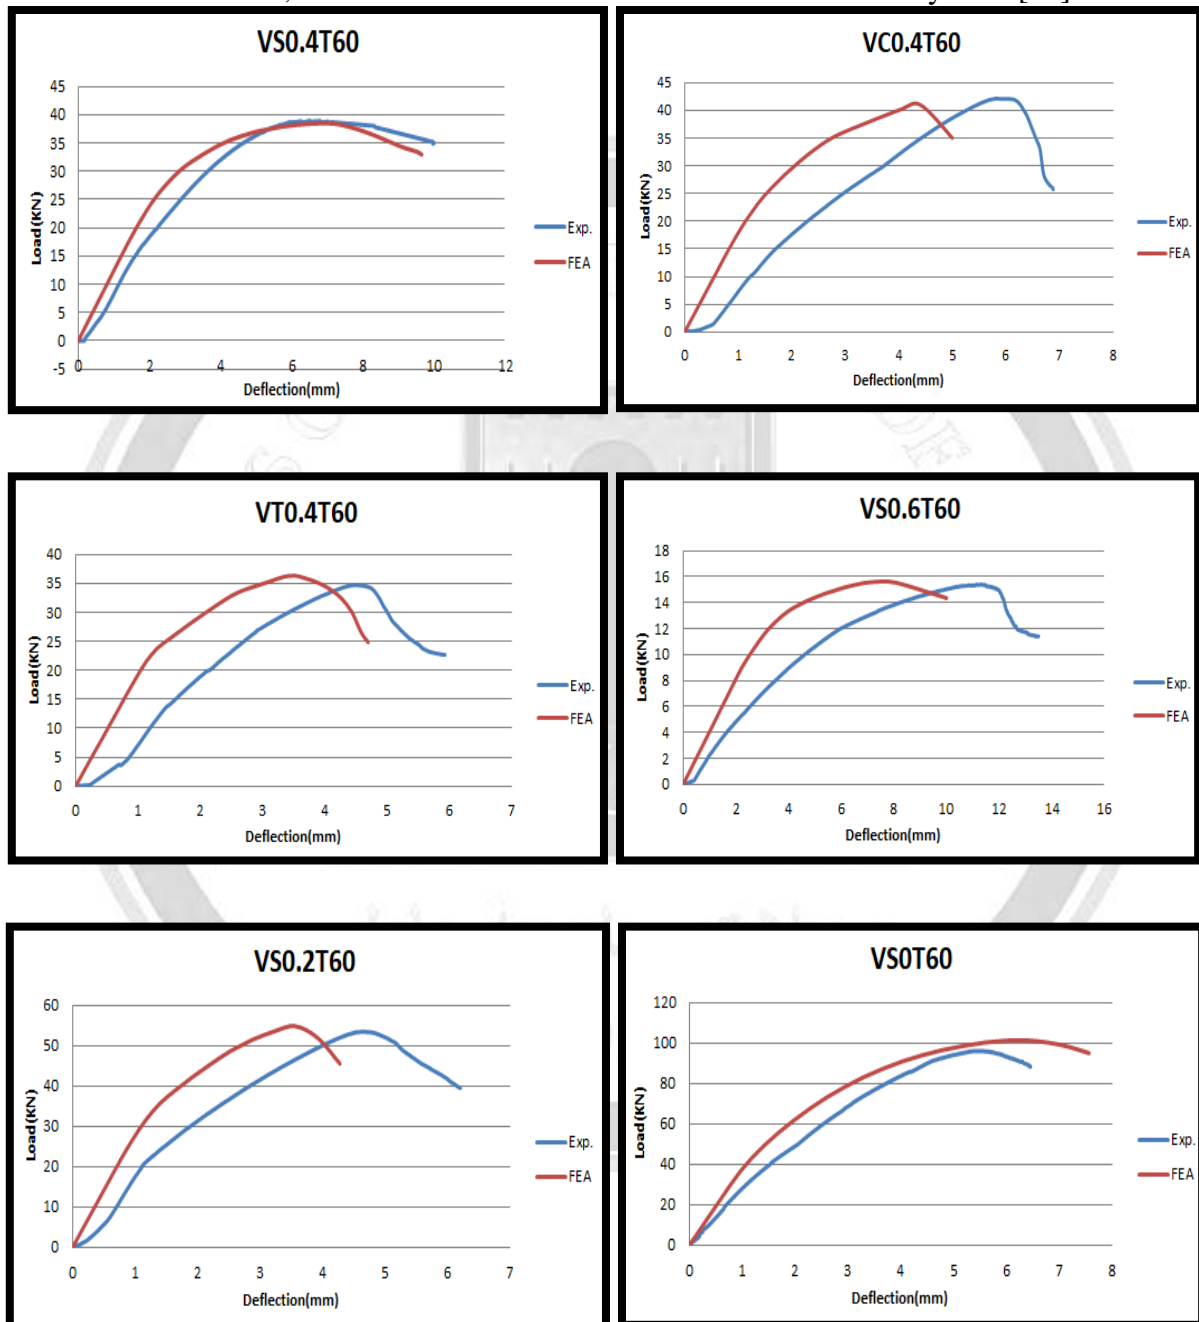 VS0.4T60
45
40
35
30
25
20
15
10
5
0
-5
0 2 4 6 8 10 12
Load(KN)
Deflection(mm)
Exp.
FEA
VC0.4T60
45
40
35
30
25
20
15
10
5
0
0 1 2 3 4 5 6 7 8
Load(KN)
Deflection(mm)
Exp.
FEA
VT0.4T60
40
35
30
25
20
15
10
5
0
0 1 2 3 4 5 6 7
Load(KN)
Deflection(mm)
Exp.
FEA
VS0.6T60
18
16
14
12
10
8
6
4
2
0
0 2 4 6 8 10 12 14 16
Load(KN)
Deflection(mm)
Exp.
FEA
VS0.2T60
60
50
40
30
20
10
0
0 1 2 3 4 5 6 7
Load(KN)
Deflection(mm)
Exp.
FEA
VS0T60
120
100
80
60
40
20
0
0 1 2 3 4 5 6 7 8
Load(KN)
Deflection(mm)
Exp.
FEA